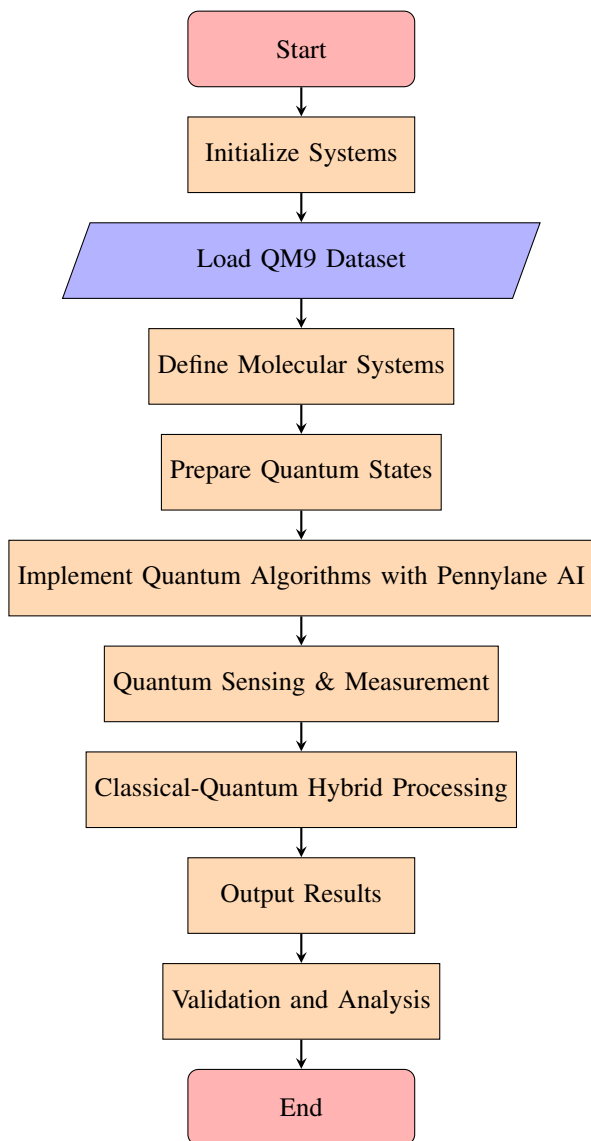 Start
Initialize Systems
Load QM9 Dataset
Define Molecular Systems
Prepare Quantum States
Implement Quantum Algorithms with Pennylane AI
Quantum Sensing & Measurement
Classical-Quantum Hybrid Processing
Output Results
Validation and Analysis
End